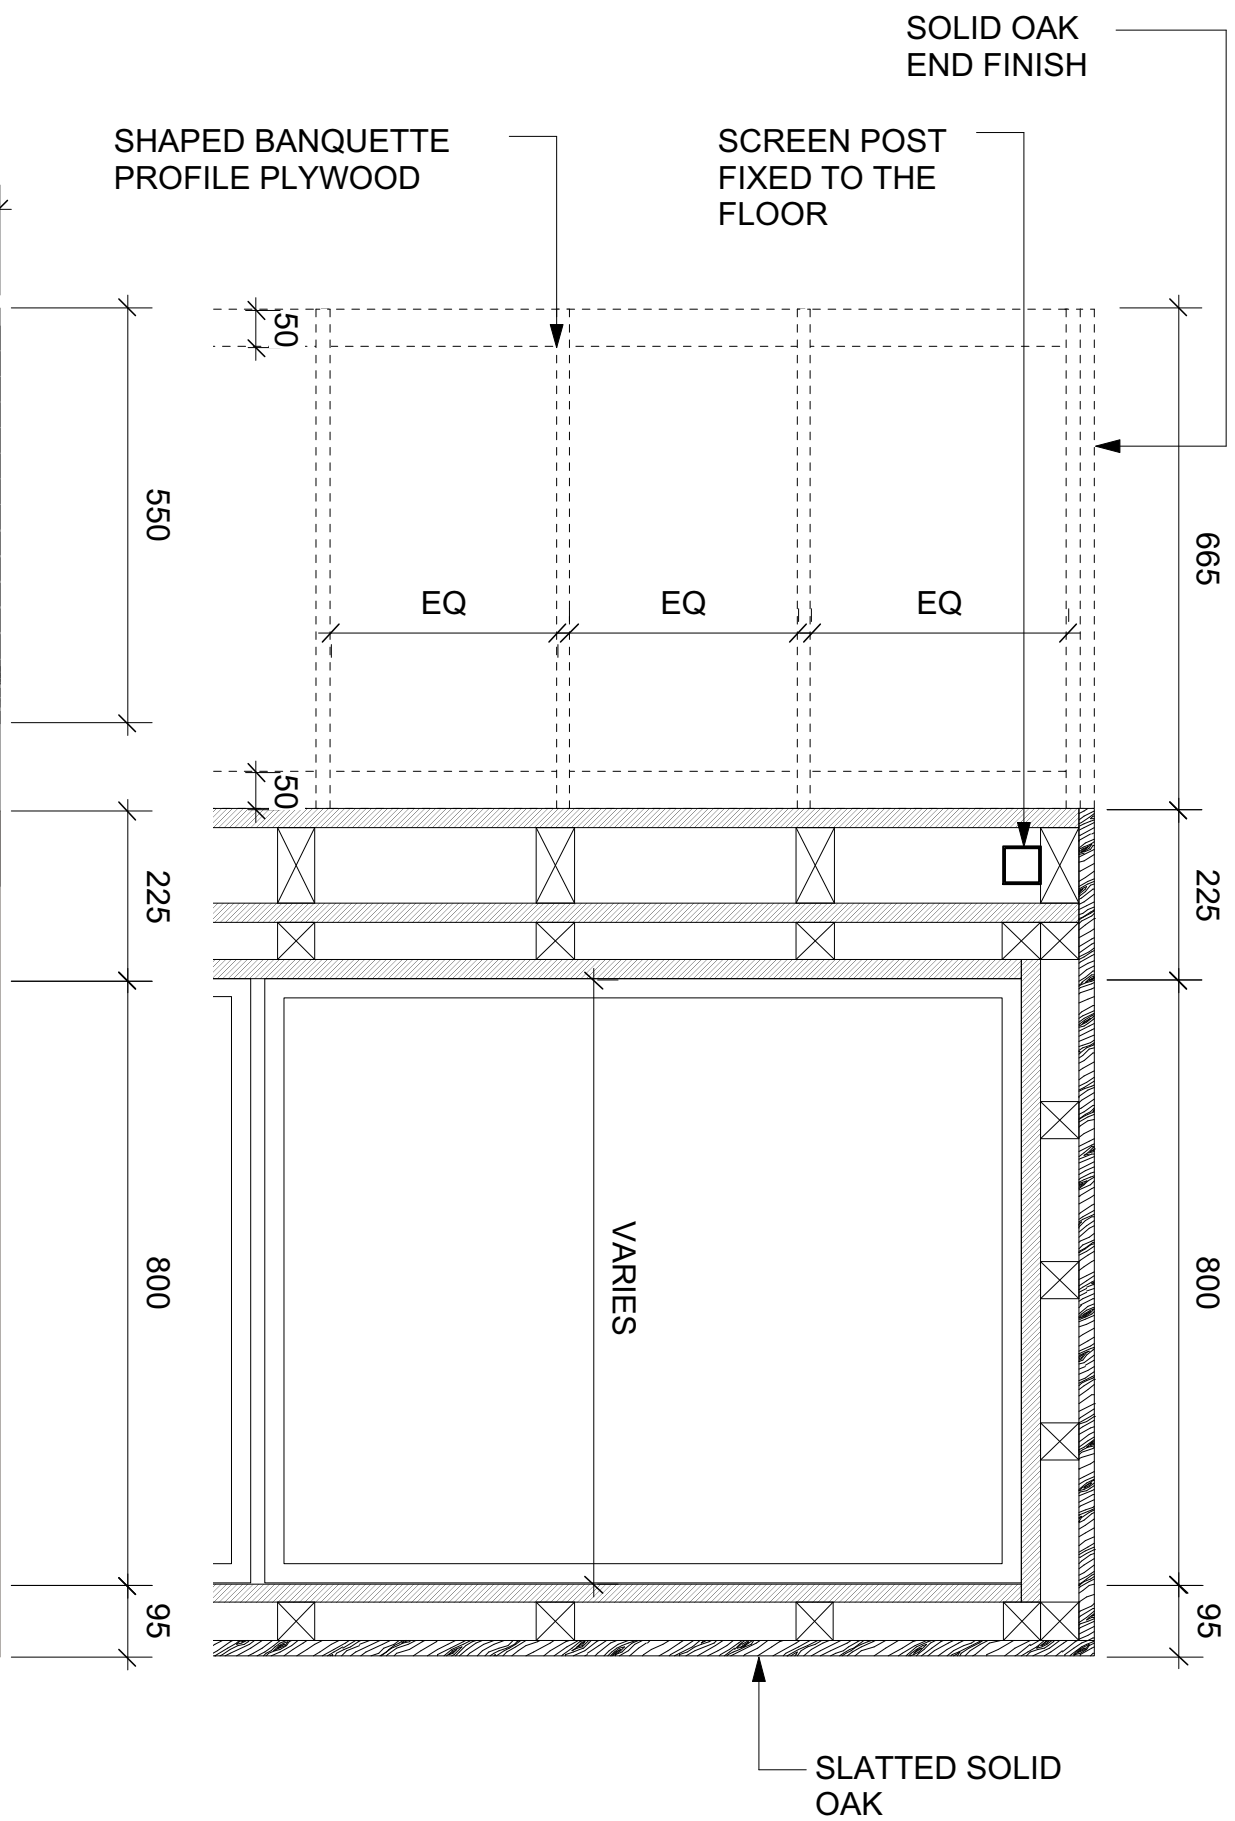 SOLID OAK
END FINISH
SHAPED BANQUETTE
PROFILE PLYWOOD
SCREEN POST
FIXED TO THE
FLOOR
50
550
665
EQ
EQ
EQ
50
225
225
VARIES
800
800
95
95
SLATTED SOLID
OAK